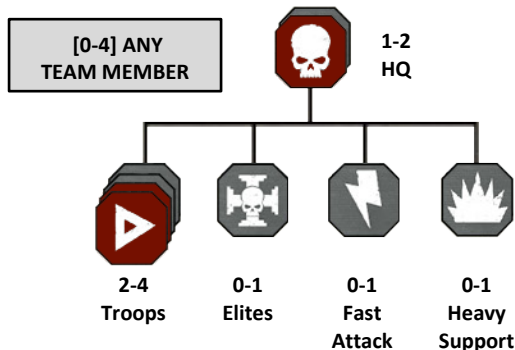 [0-4] ANY
TEAM MEMBER
1-2
HQ
2-4
Troops
0-1
Elites
0-1
Fast
Attack
0-1
Heavy
Support